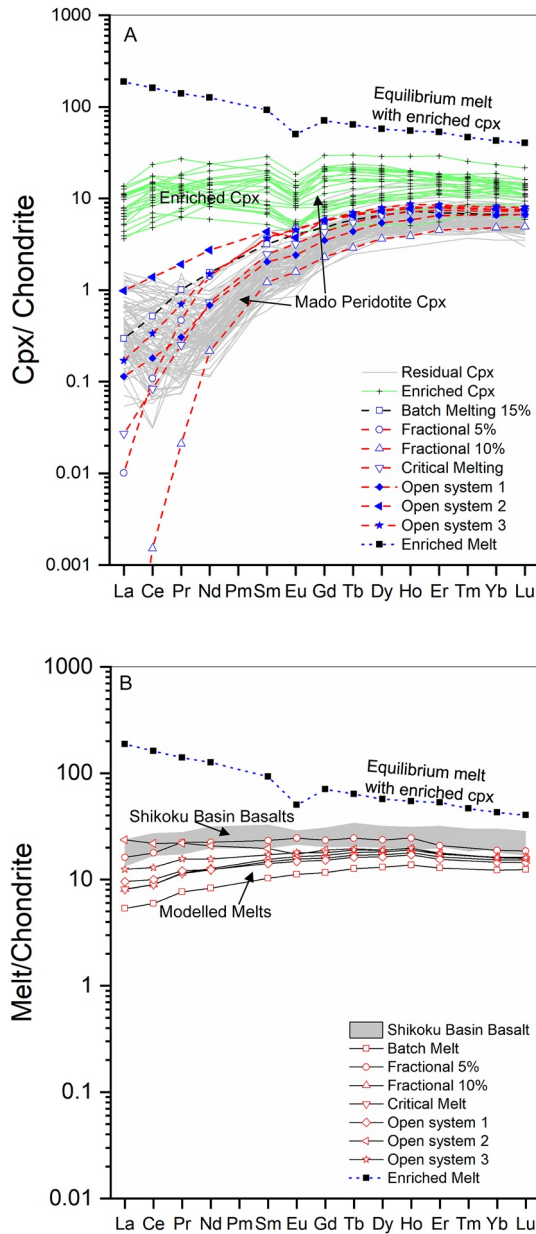 A
1000
100
10
1
0.1
0.01
0.001
Cpx/ Chondrite
Equilibrium melt
with enriched cpx
Enriched Cpx
Mado Peridotite Cpx
Residual Cpx
Enriched Cpx
Batch Melting 15%
Fractional 5%
Fractional 10%
Critical Melting
Open system 1
Open system 2
Open system 3
Enriched Melt
La Ce Pr Nd Pm Sm Eu Gd Tb Dy Ho Er Tm Yb Lu
B
1000
100
10
1
0.1
0.01
Melt/Chondrite
Equilibrium melt
with enriched cpx
Shikoku Basin Basalts
Modelled Melts
Shikoku Basin Basalt
Batch Melt
Fractional 5%
Fractional 10%
Critical Melt
Open system 1
Open system 2
Open system 3
Enriched Melt
La Ce Pr Nd Pm Sm Eu Gd Tb Dy Ho Er Tm Yb Lu